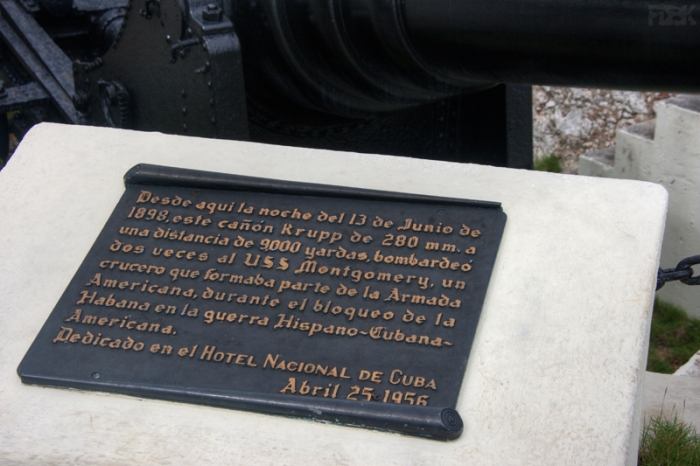 Desde aqui la noche del 13 de Junio de
1898, este cañón Krupp de 280 mm. a
una distancia de 9000 yardas, bombardeó
dos veces al USS Montgomery, un
crucero que formaba parte de la Armada
Americana, durante el bloqueo de la
Habana en la guerra Hispano-Cubana-
Americana.
Dedicado en el HOTEL NACIONAL DE CUBA
Abril 25, 1956